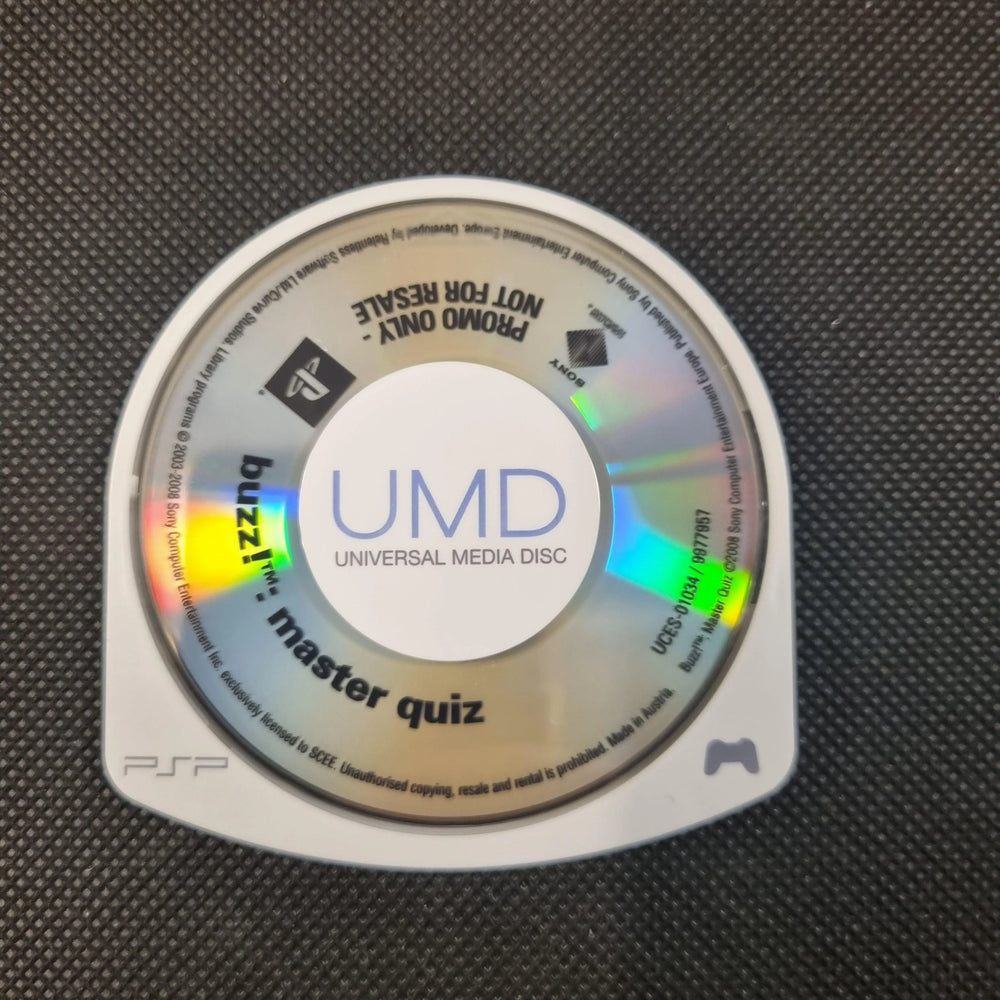 UMD
UNIVERSAL MEDIA DISC
buzz!™: master quiz
PROMO ONLY -
NOT FOR RESALE
SONY
UCES-01034 / 9977957
Buzz!™: Master Quiz ©2008 Sony Computer Entertainment Europe. Published by Sony Computer Entertainment Europe. Developed by Relentless Software Ltd./Curve Studios. Library programs © 2003-2008 Sony Computer Entertainment Inc. exclusively licensed to SCEE. Unauthorised copying, resale and rental is prohibited. Made in Austria.
PSP